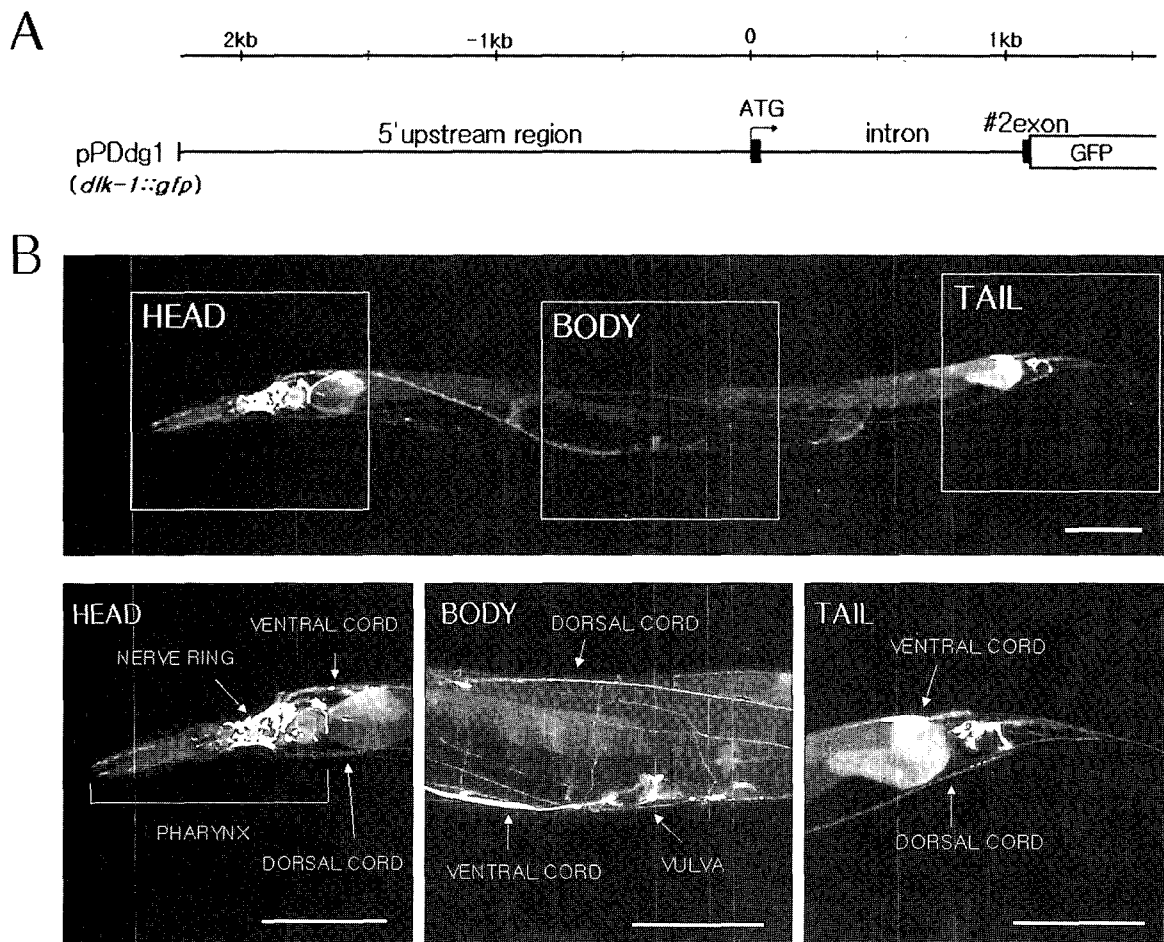 A
2kb -1kb 0 1kb
ATG
5'upstream region intron #2exon
pPDdg1 GFP
(dlk-1::gfp)
B
HEAD BODY TAIL
HEAD
VENTRAL CORD
NERVE RING
PHARYNX
DORSAL CORD
BODY
DORSAL CORD
VENTRAL CORD
VULVA
TAIL
VENTRAL CORD
DORSAL CORD